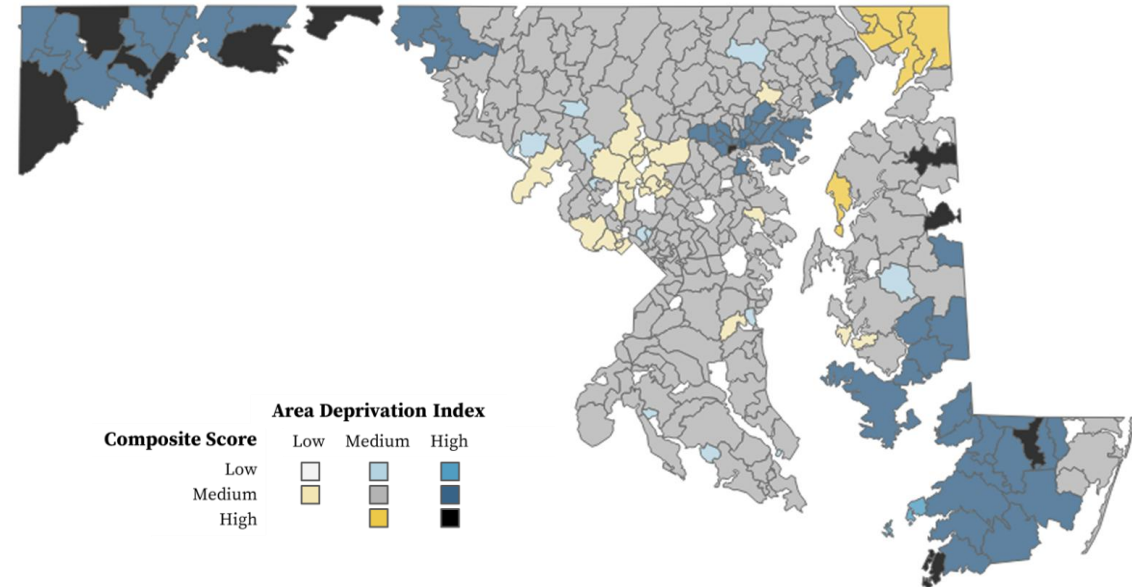 Area Deprivation Index
Composite Score Low Medium High
Low
Medium
High